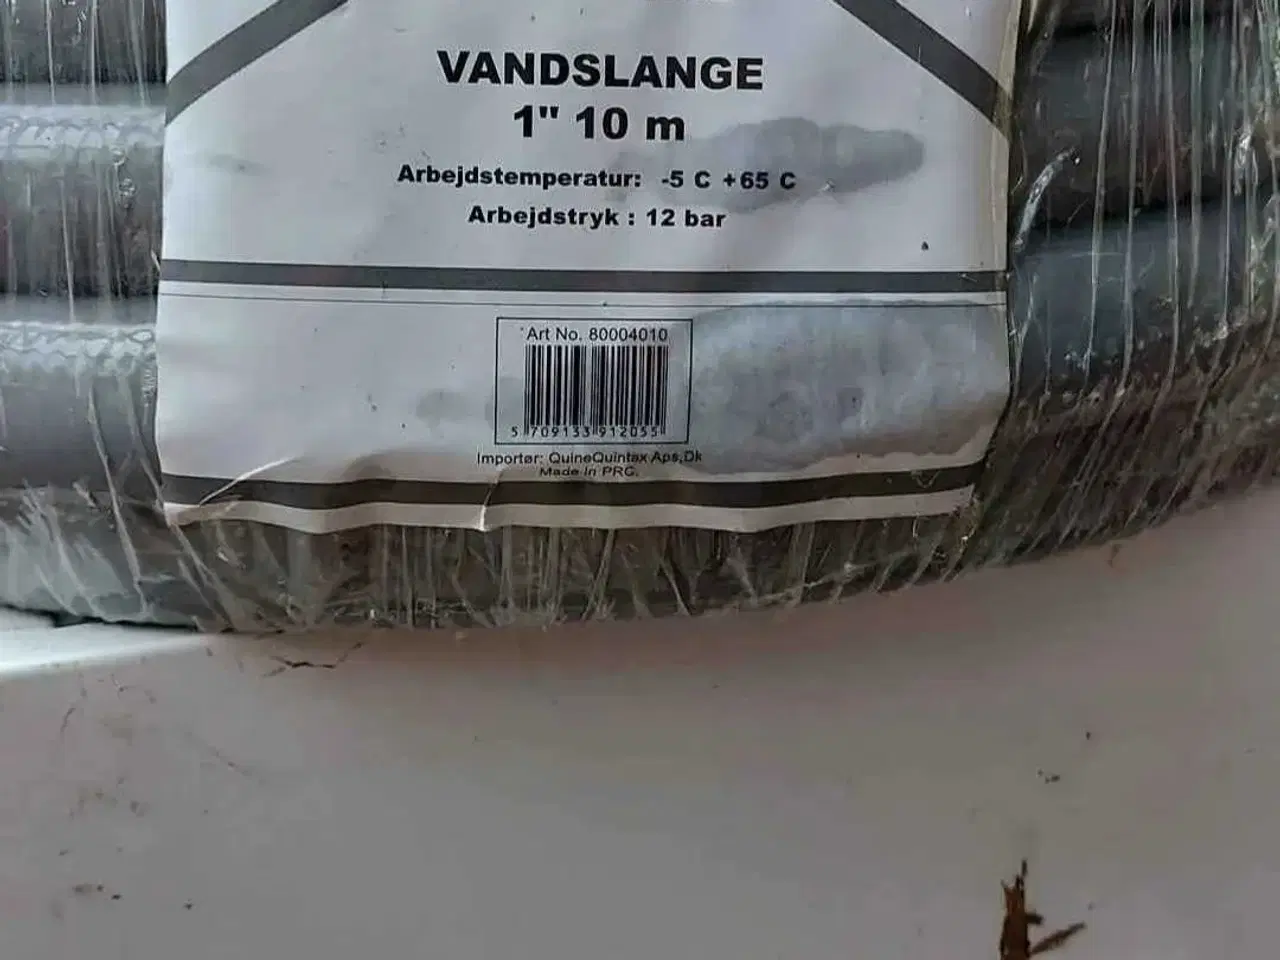 VANDSLANGE
1" 10 m
Arbejdstemperatur: -5 C +65 C
Arbejdstryk : 12 bar
Art No. 80004010
5 709133 912055
Importør: QuineQuintax Aps,Dk
Made in PRC.